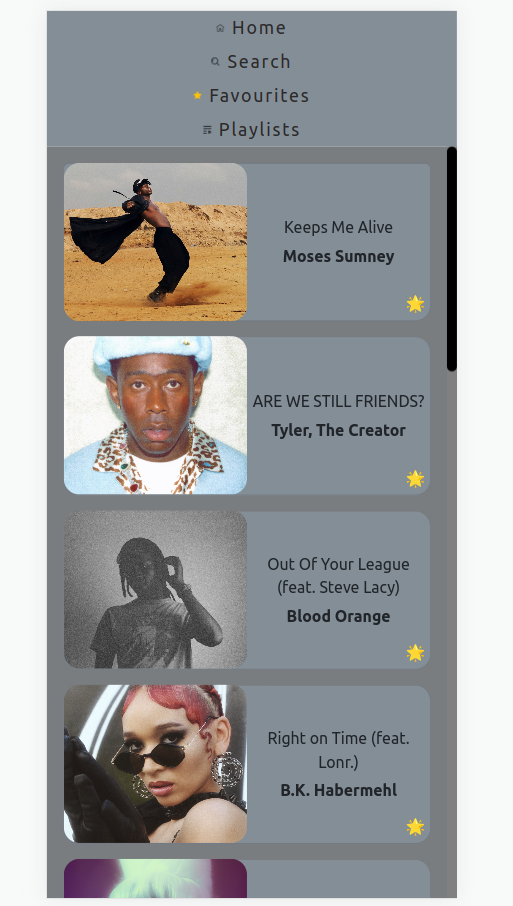 Home
Search
Favourites
Playlists
Keeps Me Alive
Moses Sumney
ARE WE STILL FRIENDS?
Tyler, The Creator
Out Of Your League
(feat. Steve Lacy)
Blood Orange
Right on Time (feat.
Lonr.)
B.K. Habermehl